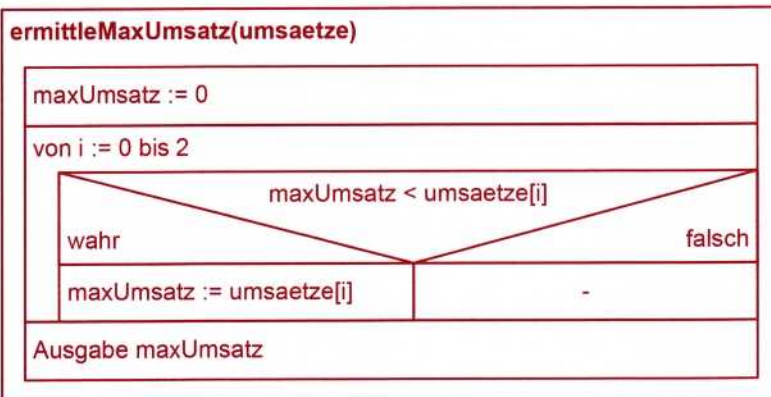 ermittleMaxUmsatz(umsaetze)
maxUmsatz := 0
von i := 0 bis 2
maxUmsatz < umsaetze[i]
wahr
falsch
maxUmsatz := umsaetze[i]
-
Ausgabe maxUmsatz